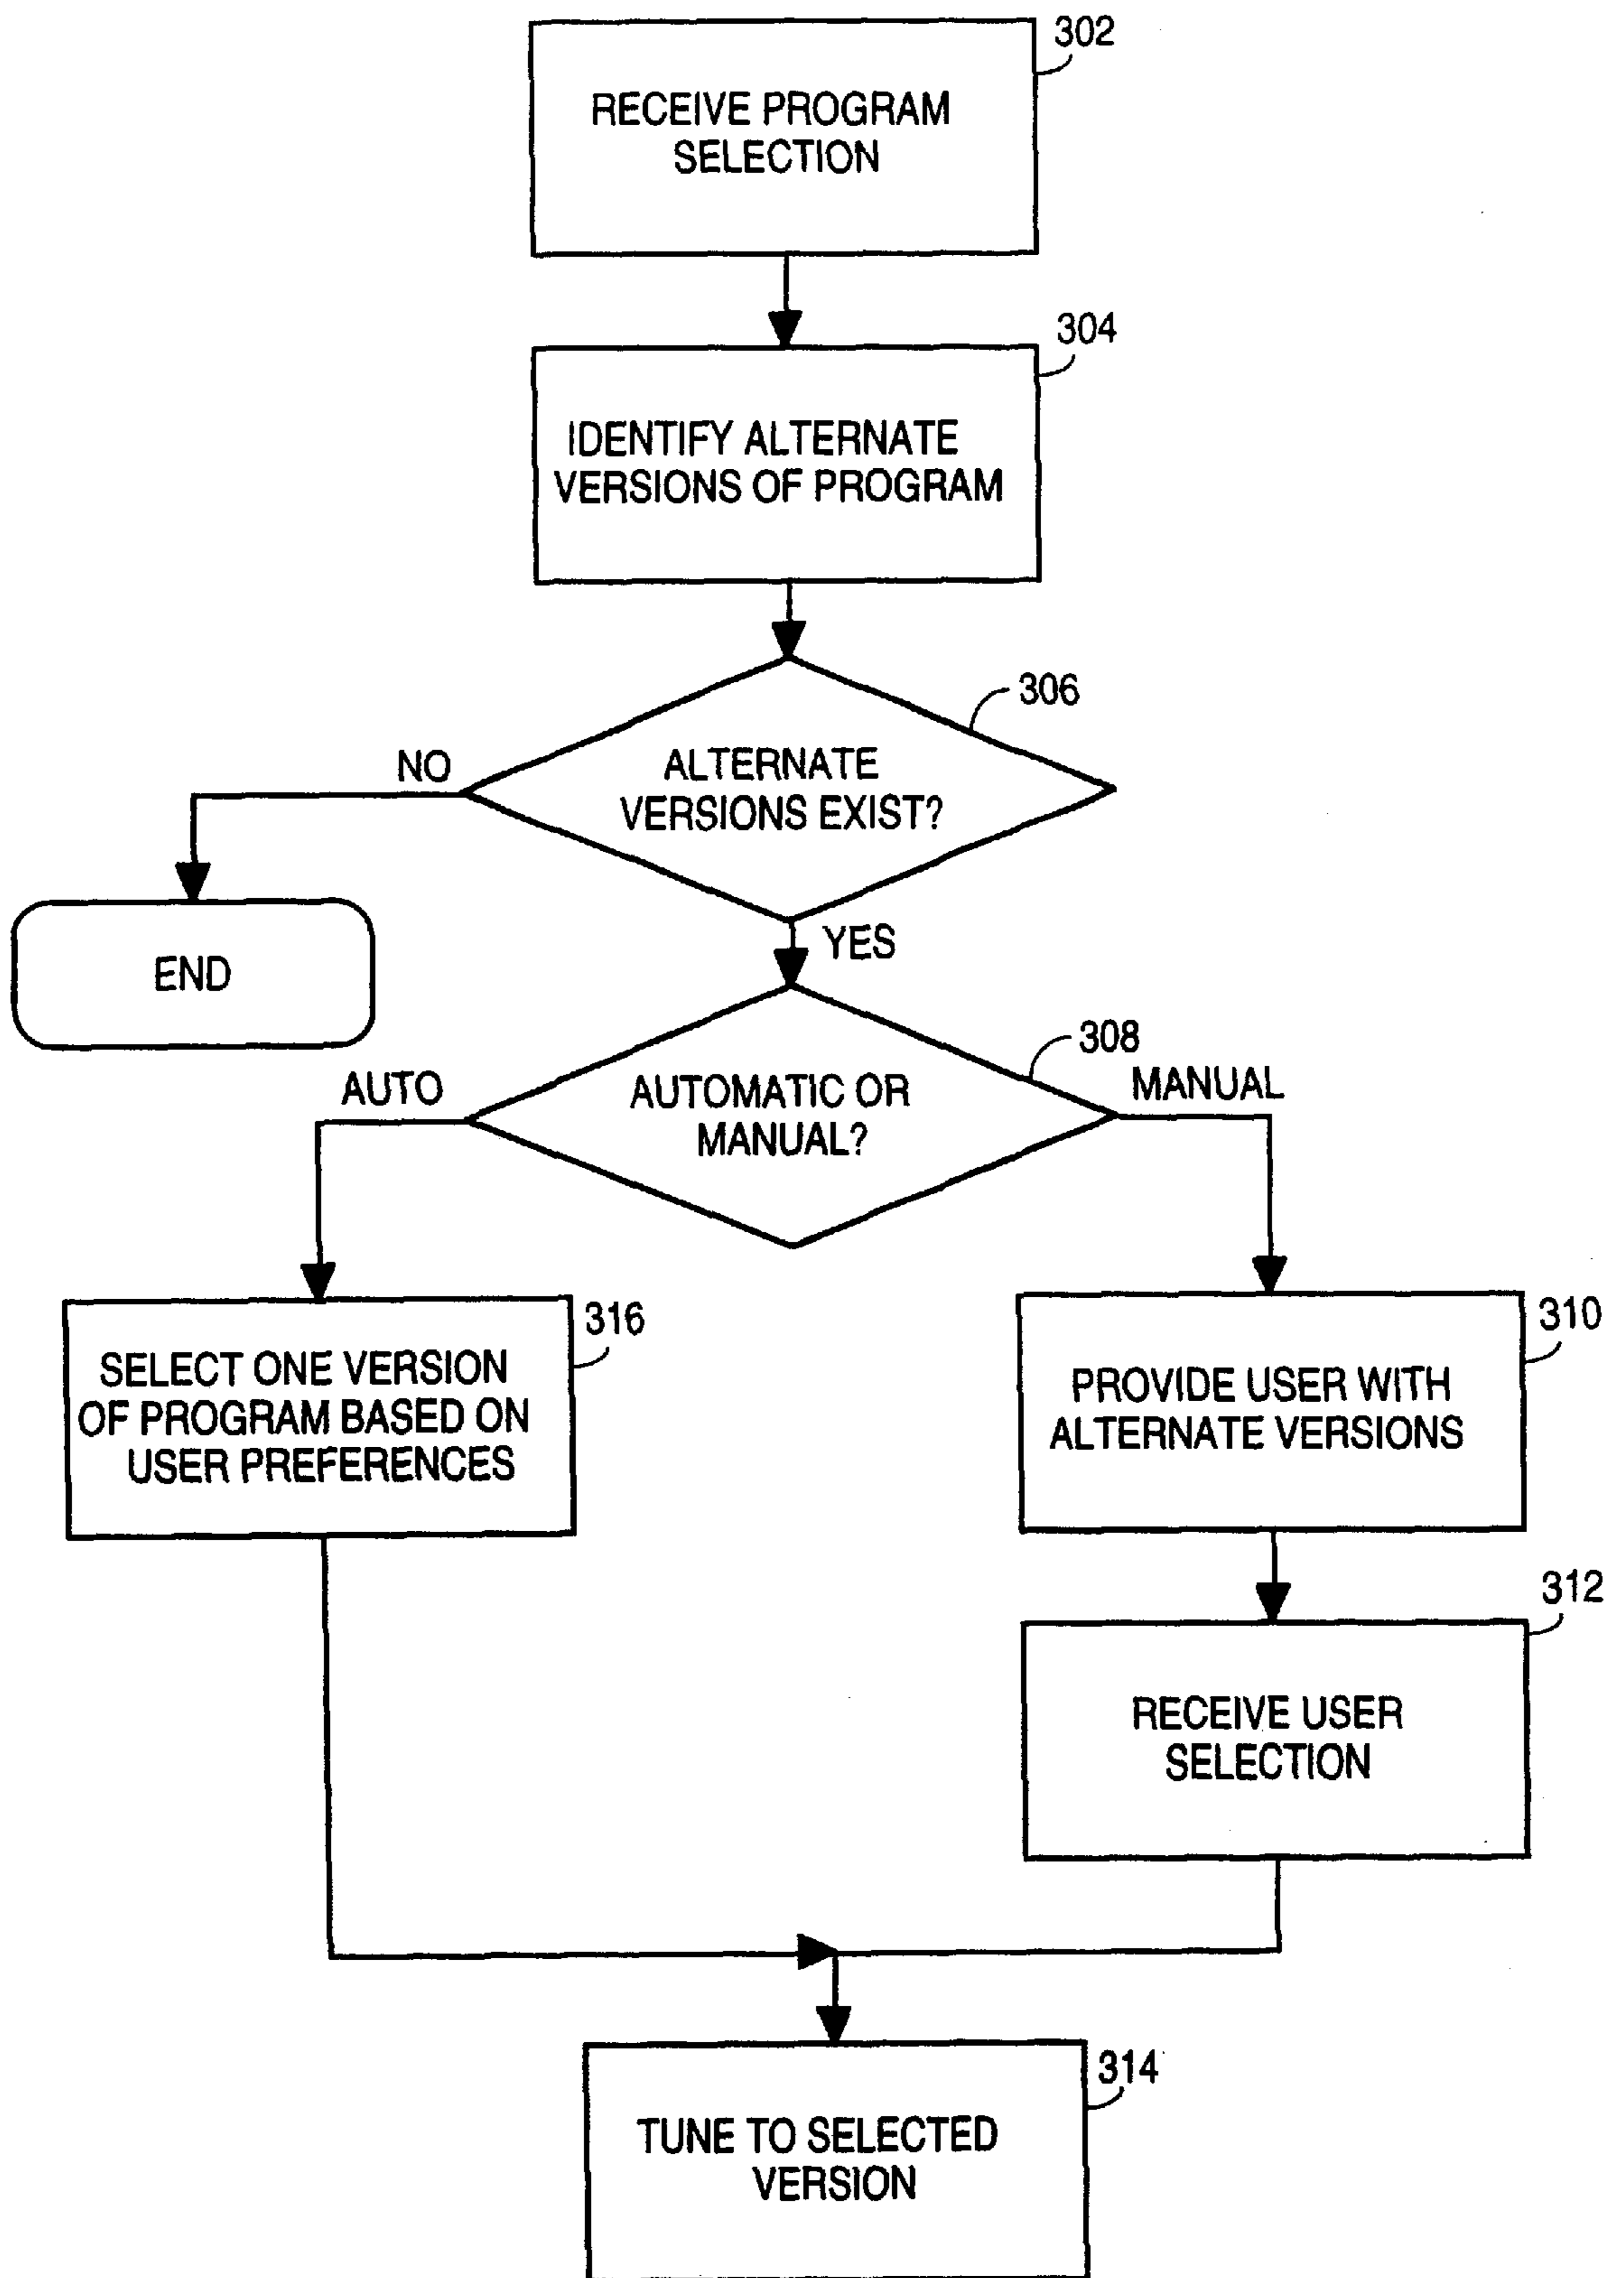 302
RECEIVE PROGRAM
SELECTION
304
IDENTIFY ALTERNATE
VERSIONS OF PROGRAM
306
NO
ALTERNATE
VERSIONS EXIST?
YES
END
308
AUTO
AUTOMATIC OR
MANUAL?
MANUAL
316
SELECT ONE VERSION
OF PROGRAM BASED ON
USER PREFERENCES
310
PROVIDE USER WITH
ALTERNATE VERSIONS
312
RECEIVE USER
SELECTION
314
TUNE TO SELECTED
VERSION